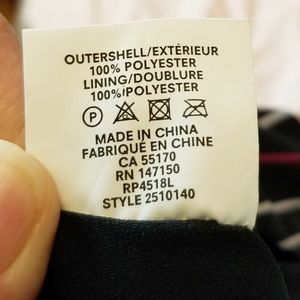 OUTERSHELL/EXTÉRIEUR
100% POLYESTER
LINING/DOUBLURE
100% POLYESTER
P
MADE IN CHINA
FABRIQUÉ EN CHINE
CA 55170
RN 147150
RP4518L
STYLE 2510140